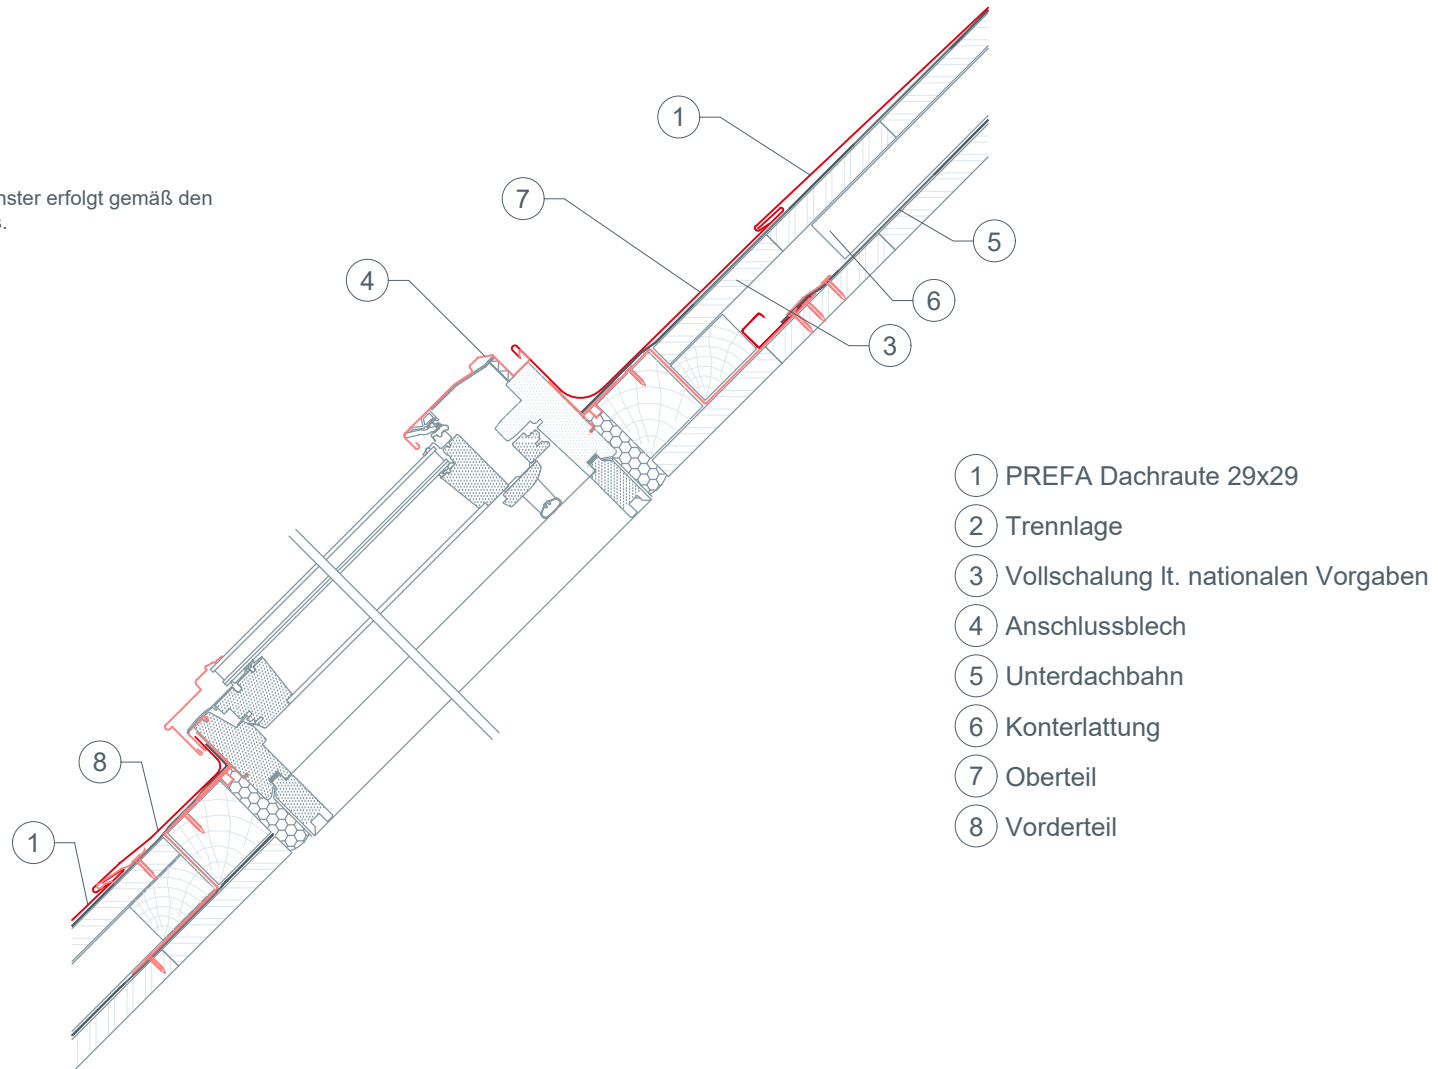 1
7
nster erfolgt gemäß den
s.
5
4
6
3
1 PREFA Dachraute 29x29
2 Trennlage
3 Vollschalung lt. nationalen Vorgaben
4 Anschlussblech
5 Unterdachbahn
6 Konterlattung
7 Oberteil
8 Vorderteil
8
1